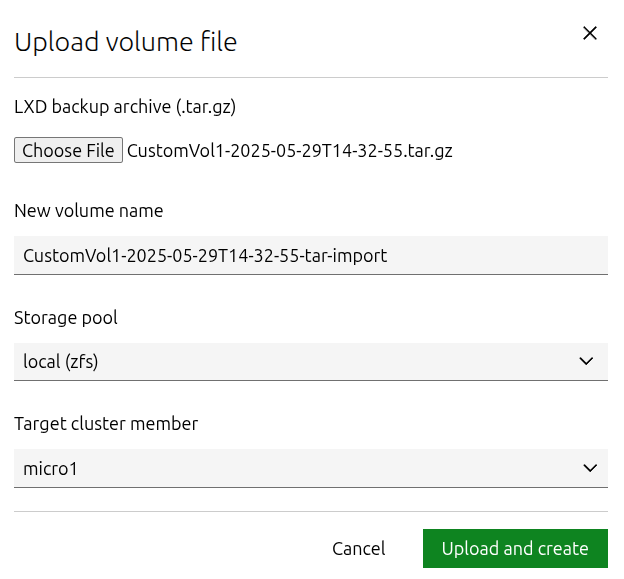 Upload volume file
LXD backup archive (.tar.gz)
Choose File CustomVol1-2025-05-29T14-32-55.tar.gz
New volume name
CustomVol1-2025-05-29T14-32-55-tar-import
Storage pool
local (zfs)
Target cluster member
micro1
Cancel Upload and create